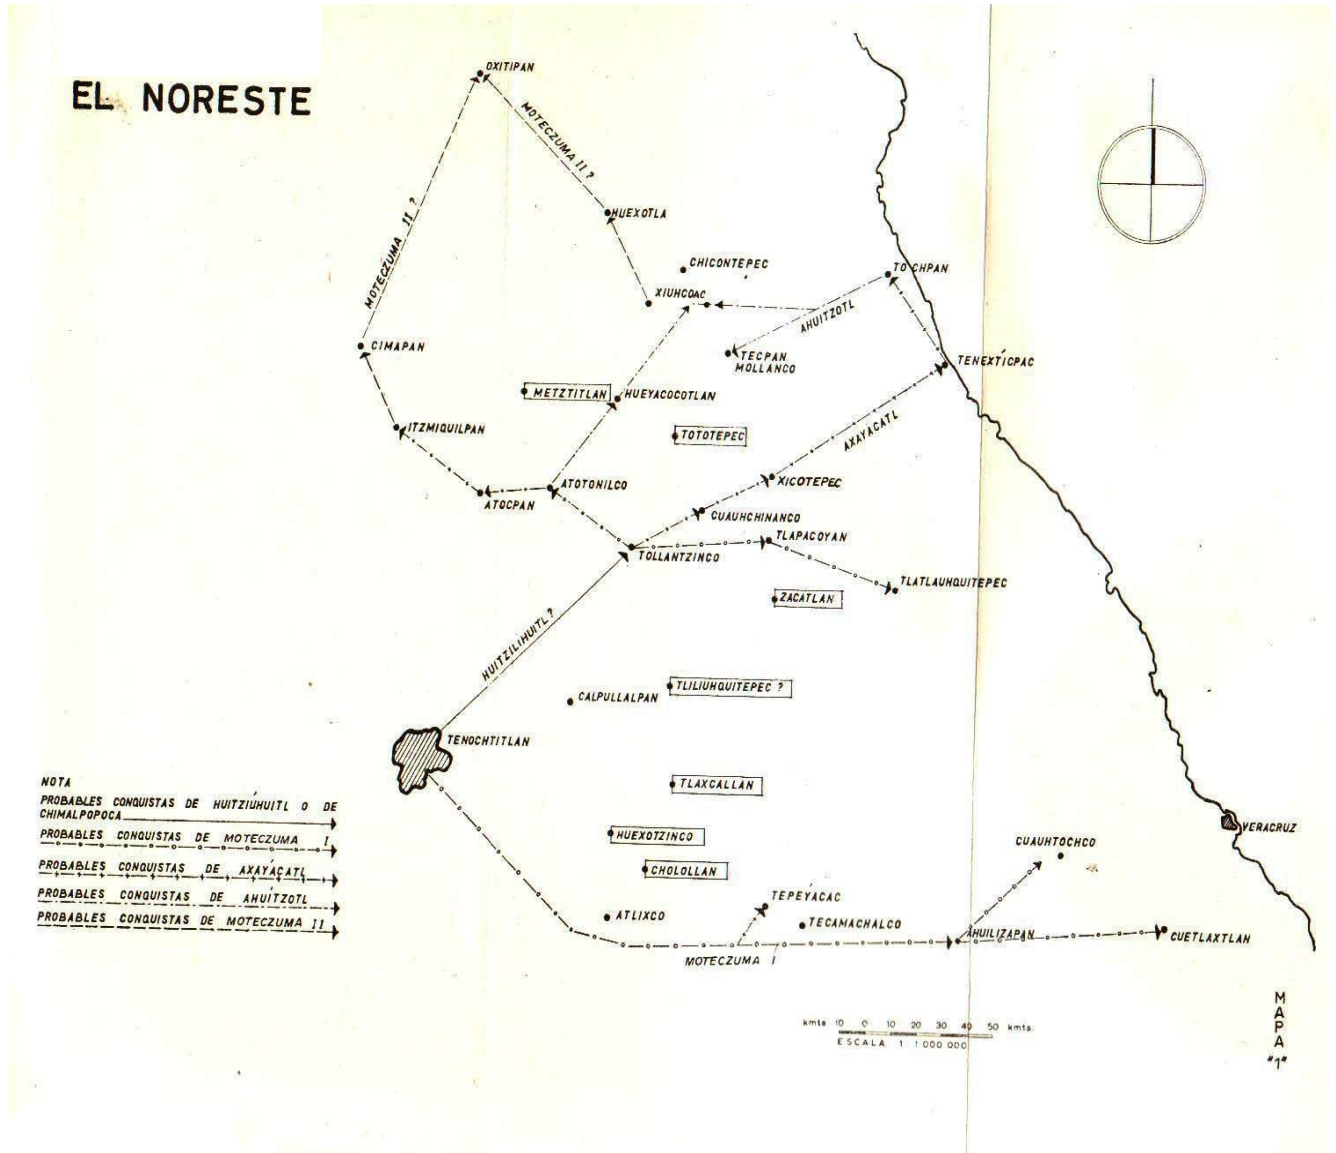 EL NORESTE
OXITIPAN
MOTECZUMA II ?
HUEXOTLA
MOTECZUMA II ?
CHICONTEPEC
TOCHPAN
XIUHCOAC
AHUITZOTL
CIMAPAN
TECPAN
MOLLANCO
TENEXTÍCPAC
METZTITLAN
HUEYACOCOTLAN
ITZMIQUILPAN
TOTOTEPEC
AXAYACATL
ATOTONILCO
XICOTEPEC
ATOCPAN
CUAUHCHINANCO
TOLLANTZINCO
TLAPACOYAN
TLATLAUHQUITEPEC
ZACATLAN
HUITZILIHUITL?
TLILIUHQUITEPEC ?
CALPULLALPAN
TENOCHTITLAN
TLAXCALLAN
HUEXOTZINCO
CHOLOLLAN
VERACRUZ
CUAUHTOCHCO
TEPEYACAC
ATLIXCO
TECAMACHALCO
AHUILIZAPAN
CUETLAXTLAN
MOTECZUMA I
NOTA
PROBABLES CONQUISTAS DE HUITZIUHUITL O DE
CHIMALPOPOCA
PROBABLES CONQUISTAS DE MOTECZUMA I
PROBABLES CONQUISTAS DE AXAYÁCATL
PROBABLES CONQUISTAS DE AHUÍTZOTL
PROBABLES CONQUISTAS DE MOTECZUMA II
kmts 10 0 10 20 30 40 50 kmts.
ESCALA 1 1 000 000
MAPA
"1"